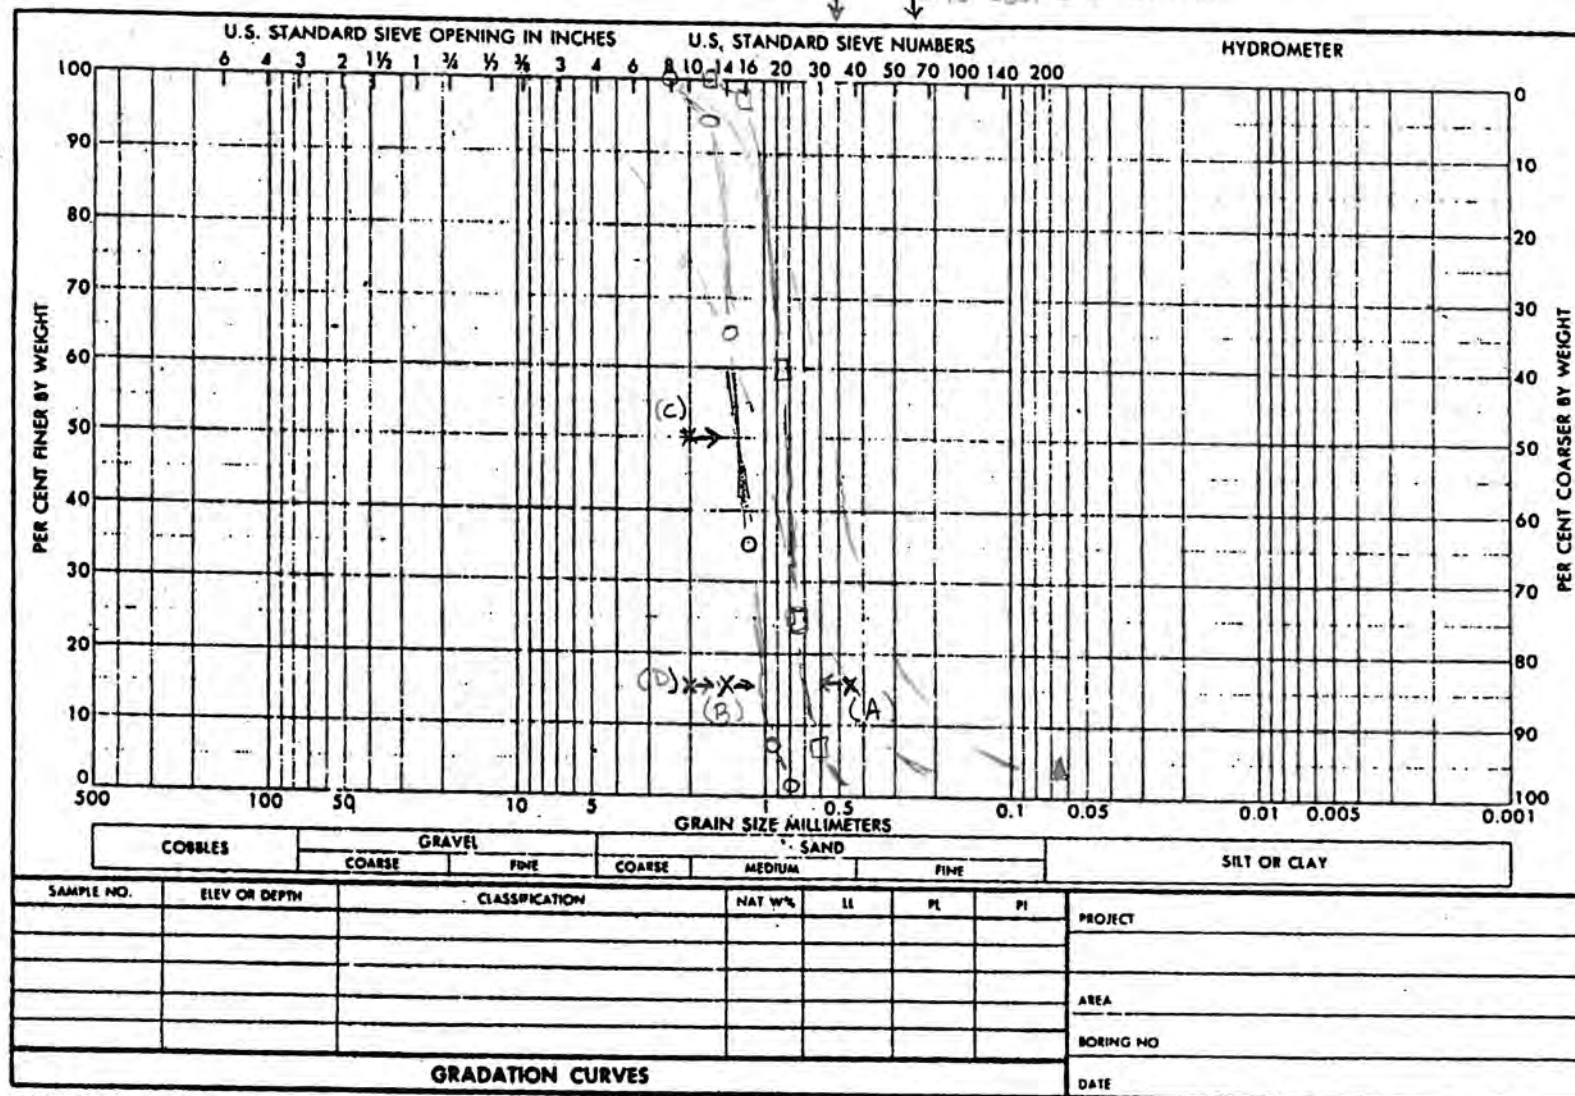 U.S. STANDARD SIEVE OPENING IN INCHES U.S. STANDARD SIEVE NUMBERS HYDROMETER
6 4 3 2 1½ 1 ¾ ½ ⅜ 3 4 6 8 10 14 16 20 30 40 50 70 100 140 200
100 0
90 10
80 20
70 30
60 40
(C)
50 50
40 60
30 70
20 80
(D)
(B) (A)
10 90
0 100
500 100 50 10 5 1 0.5 0.1 0.05 0.01 0.005 0.001
PER CENT FINER BY WEIGHT
PER CENT COARSER BY WEIGHT
GRAIN SIZE MILLIMETERS
COBBLES GRAVEL SAND SILT OR CLAY
COARSE FINE COARSE MEDIUM FINE
SAMPLE NO. ELEV OR DEPTH CLASSIFICATION NAT W% LL PL PI
PROJECT
AREA
BORING NO
DATE
GRADATION CURVES